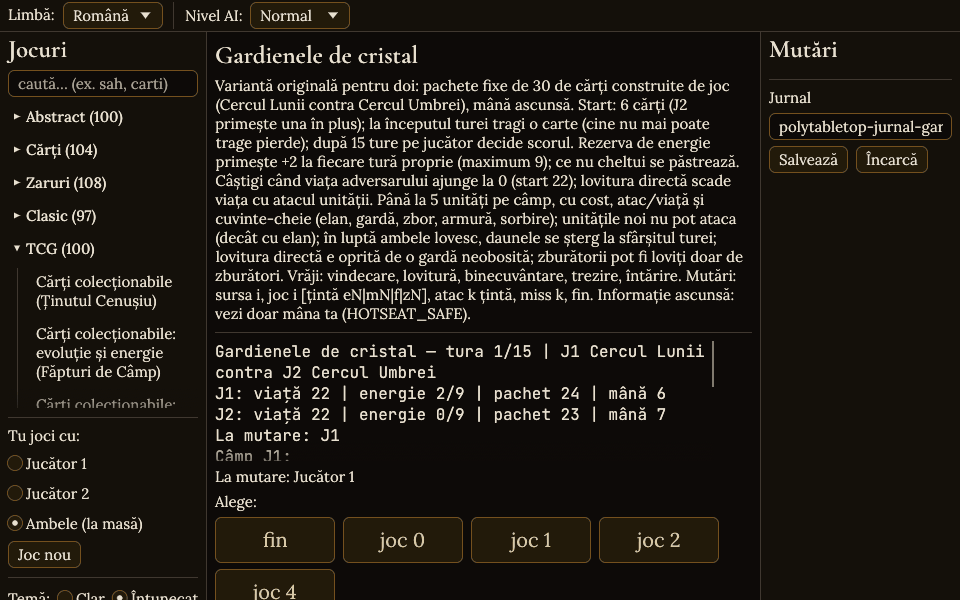 Limbă: Română ▼ Nivel AI: Normal ▼
Jocuri
caută... (ex. sah, carti)
▸ Abstract (100)
▸ Cărți (104)
▸ Zaruri (108)
▸ Clasic (97)
▾ TCG (100)
Cărți colecționabile
(Ținutul Cenușiu)
Cărți colecționabile:
evoluție și energie
(Făpturi de Câmp)
Cărți colecționabile:
Tu joci cu:
Jucător 1
Jucător 2
Ambele (la masă)
Joc nou
Temă: Clar Întunecat
Gardienele de cristal
Variantă originală pentru doi: pachete fixe de 30 de cărți construite de joc
(Cercul Lunii contra Cercul Umbrei), mână ascunsă. Start: 6 cărți (J2
primește una în plus); la începutul turei tragi o carte (cine nu mai poate
trage pierde); după 15 ture pe jucător decide scorul. Rezerva de energie
primește +2 la fiecare tură proprie (maximum 9); ce nu cheltui se păstrează.
Câștigi când viața adversarului ajunge la 0 (start 22); lovitura directă scade
viața cu atacul unității. Până la 5 unități pe câmp, cu cost, atac/viață și
cuvinte-cheie (elan, gardă, zbor, armură, sorbire); unitățile noi nu pot ataca
(decât cu elan); în luptă ambele lovesc, daunele se șterg la sfârșitul turei;
lovitura directă e oprită de o gardă neobosită; zburătorii pot fi loviți doar de
zburători. Vrăji: vindecare, lovitură, binecuvântare, trezire, întărire. Mutări:
sursa i, joc i [țintă eN|mN|f|zN], atac k țintă, miss k, fin. Informație ascunsă:
vezi doar mâna ta (HOTSEAT_SAFE).
Gardienele de cristal — tura 1/15 | J1 Cercul Lunii
contra J2 Cercul Umbrei
J1: viață 22 | energie 2/9 | pachet 24 | mână 6
J2: viață 22 | energie 0/9 | pachet 23 | mână 7
La mutare: J1
Câmp J1:
La mutare: Jucător 1
Alege:
fin joc 0 joc 1 joc 2
joc 4
Mutări
Jurnal
polytabletop-jurnal-gar
Salvează Încarcă